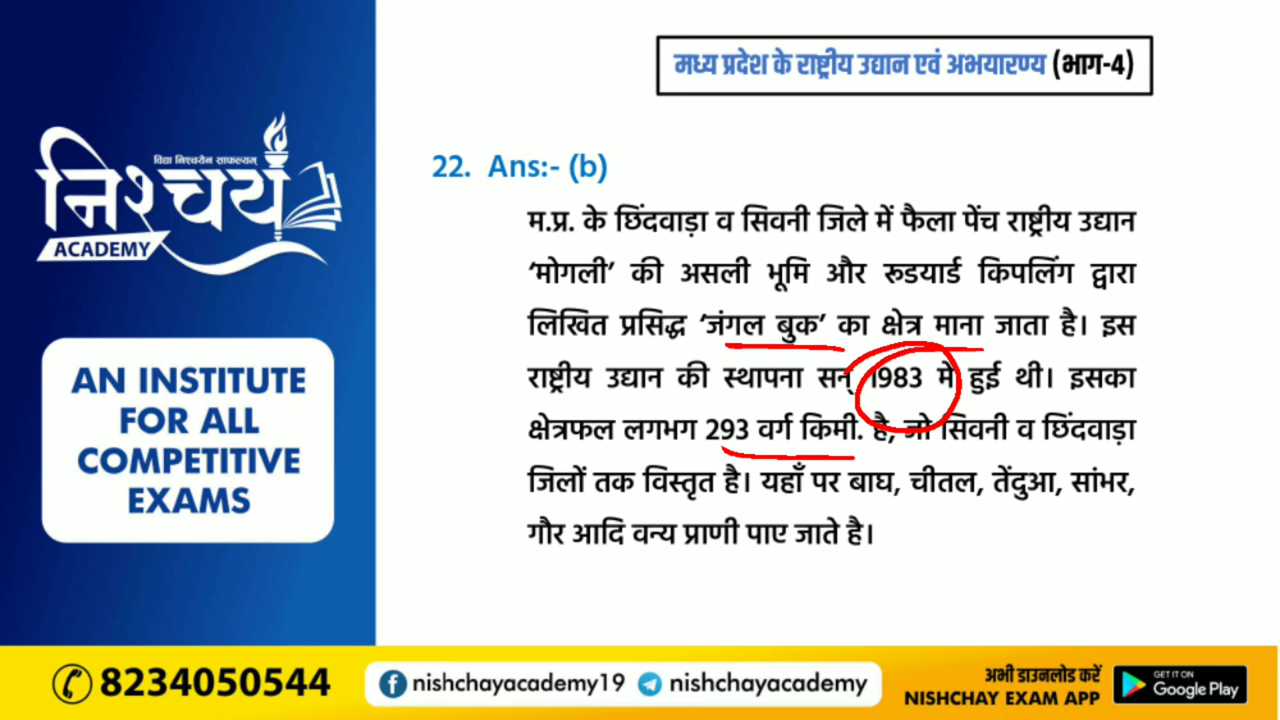 मध्य प्रदेश के राष्ट्रीय उद्यान एवं अभयारण्य (भाग-4)
विद्या निश्चयेन साफल्यम्
निश्चय
ACADEMY
AN INSTITUTE
FOR ALL
COMPETITIVE
EXAMS
22. Ans:- (b)
म.प्र. के छिंदवाड़ा व सिवनी जिले में फैला पेंच राष्ट्रीय उद्यान
‘मोगली’ की असली भूमि और रूडयार्ड किपलिंग द्वारा
लिखित प्रसिद्ध ‘जंगल बुक’ का क्षेत्र माना जाता है। इस
राष्ट्रीय उद्यान की स्थापना सन् 1983 में हुई थी। इसका
क्षेत्रफल लगभग 293 वर्ग किमी. है, जो सिवनी व छिंदवाड़ा
जिलों तक विस्तृत है। यहाँ पर बाघ, चीतल, तेंदुआ, सांभर,
गौर आदि वन्य प्राणी पाए जाते है।
8234050544
nishchayacademy19 nishchayacademy
अभी डाउनलोड करें
NISHCHAY EXAM APP
GET IT ON
Google Play